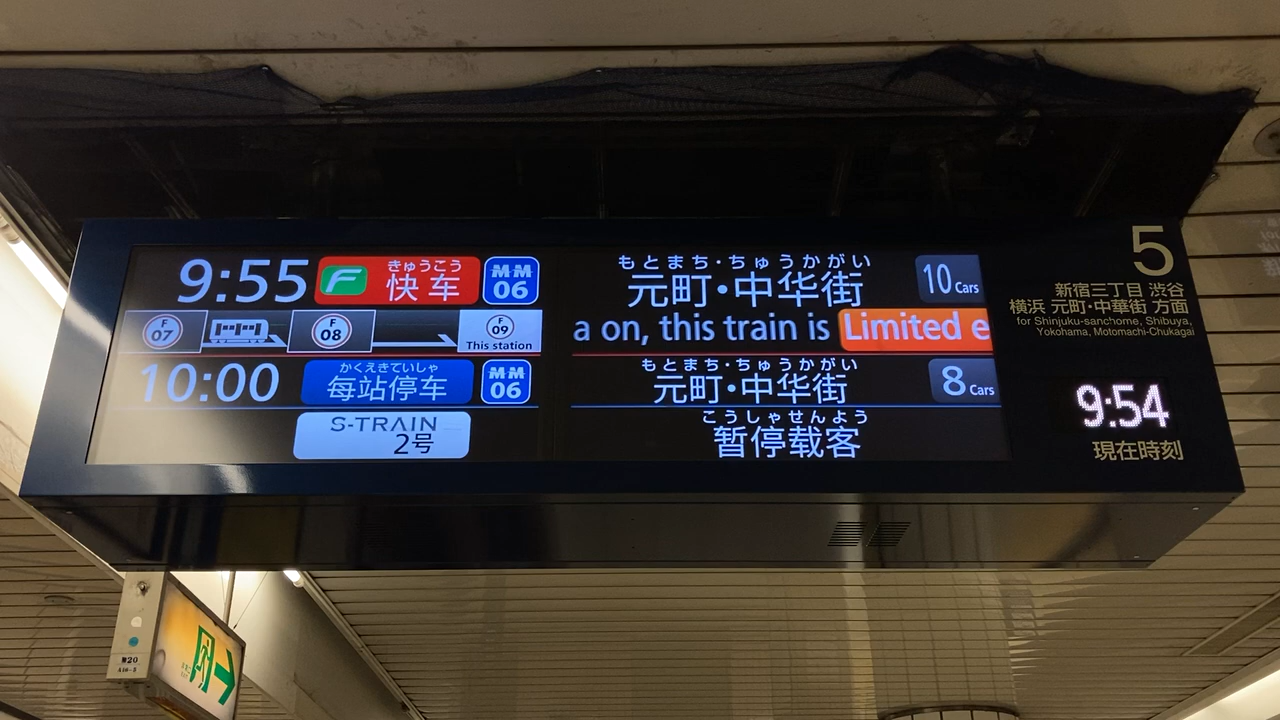 9:55 F きゅうこう 快车 MM 06 もとまち・ちゅうかがい 元町・中华街 10 Cars
F 07 F 08 F 09 This station a on, this train is Limited e
10:00 かくえきていしゃ 每站停车 MM 06 もとまち・ちゅうかがい 元町・中华街 8 Cars
S-TRAIN 2号 こうしゃせんよう 暂停载客
5
新宿三丁目 渋谷
横浜 元町・中華街 方面
for Shinjuku-sanchome, Shibuya,
Yokohama, Motomachi-Chukagai
9:54
現在時刻